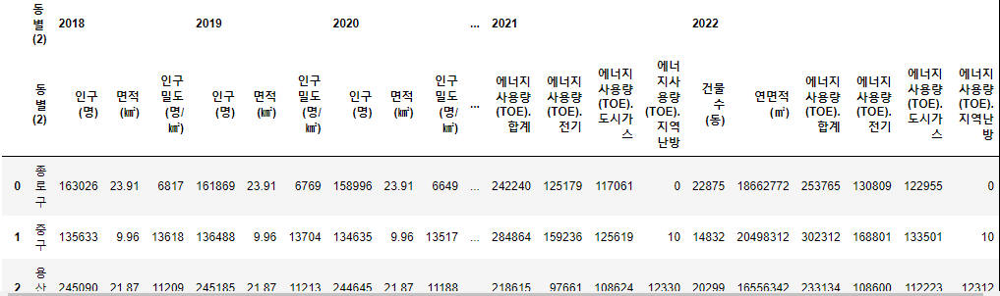 동별(2) 2018 2019 2020 ... 2021 2022
동별(2) 인구(명) 면적(㎢) 인구밀도(명/㎢) 인구(명) 면적(㎢) 인구밀도(명/㎢) 인구(명) 면적(㎢) 인구밀도(명/㎢) ... 에너지사용량(TOE).합계 에너지사용량(TOE).전기 에너지사용량(TOE).도시가스 에너지사용량(TOE).지역난방 건물수(동) 연면적(㎡) 에너지사용량(TOE).합계 에너지사용량(TOE).전기 에너지사용량(TOE).도시가스 에너지사용량(TOE).지역난방
0 종로구 163026 23.91 6817 161869 23.91 6769 158996 23.91 6649 ... 242240 125179 117061 0 22875 18662772 253765 130809 122955 0
1 중구 135633 9.96 13618 136488 9.96 13704 134635 9.96 13517 ... 284864 159236 125619 10 14832 20498312 302312 168801 133501 10
2 용산 245090 21.87 11209 245185 21.87 11213 244645 21.87 11188 ... 218615 97661 108624 12330 20299 16556342 233134 108600 112223 12312